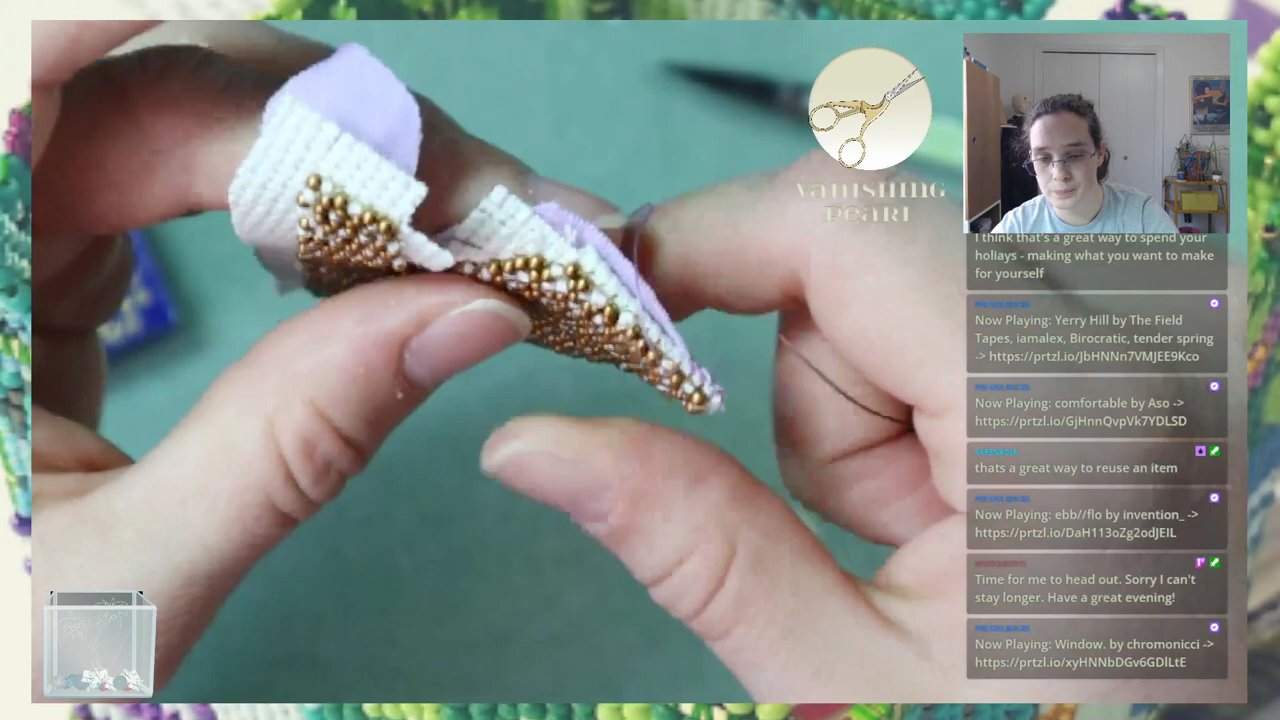 vanishing
pearl
I think that's a great way to spend your
holiays - making what you want to make
for yourself
Now Playing: Yerry Hill by The Field
Tapes, iamalex, Birocratic, tender spring
-> https://prtzl.io/JbHNNn7VMJEE9Kco
Now Playing: comfortable by Aso ->
https://prtzl.io/GjHnnQvpVk7YDLSD
thats a great way to reuse an item
Now Playing: ebb//flo by invention_ ->
https://prtzl.io/DaH113oZg2odJEIL
Time for me to head out. Sorry I can't
stay longer. Have a great evening!
Now Playing: Window. by chromonicci ->
https://prtzl.io/xyHNNbDGv6GDlLtE